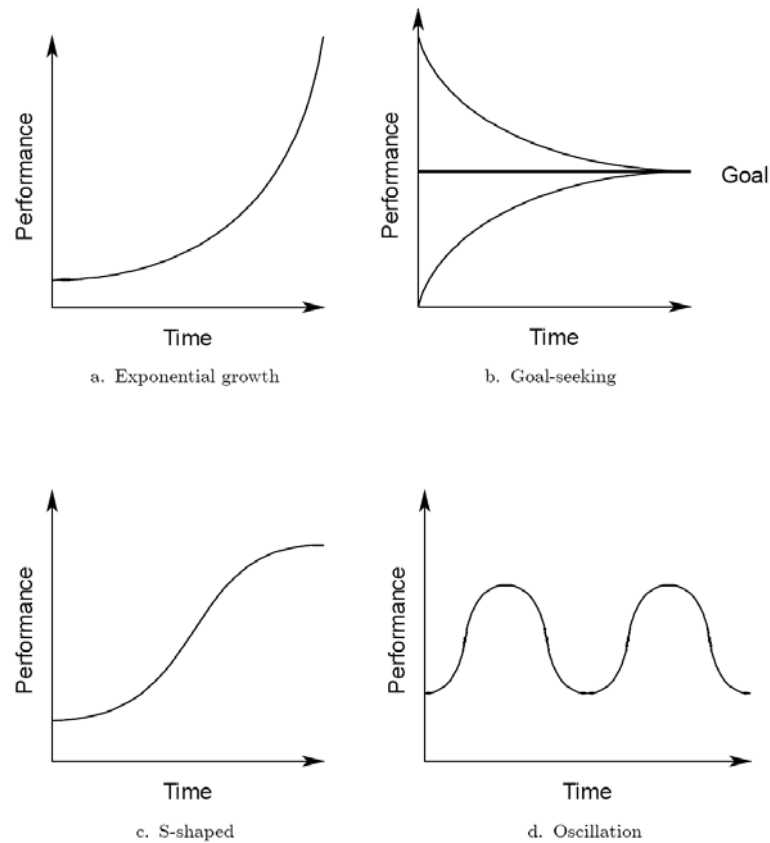 Performance
Time
a. Exponential growth
Performance
Goal
Time
b. Goal-seeking
Performance
Time
c. S-shaped
Performance
Time
d. Oscillation